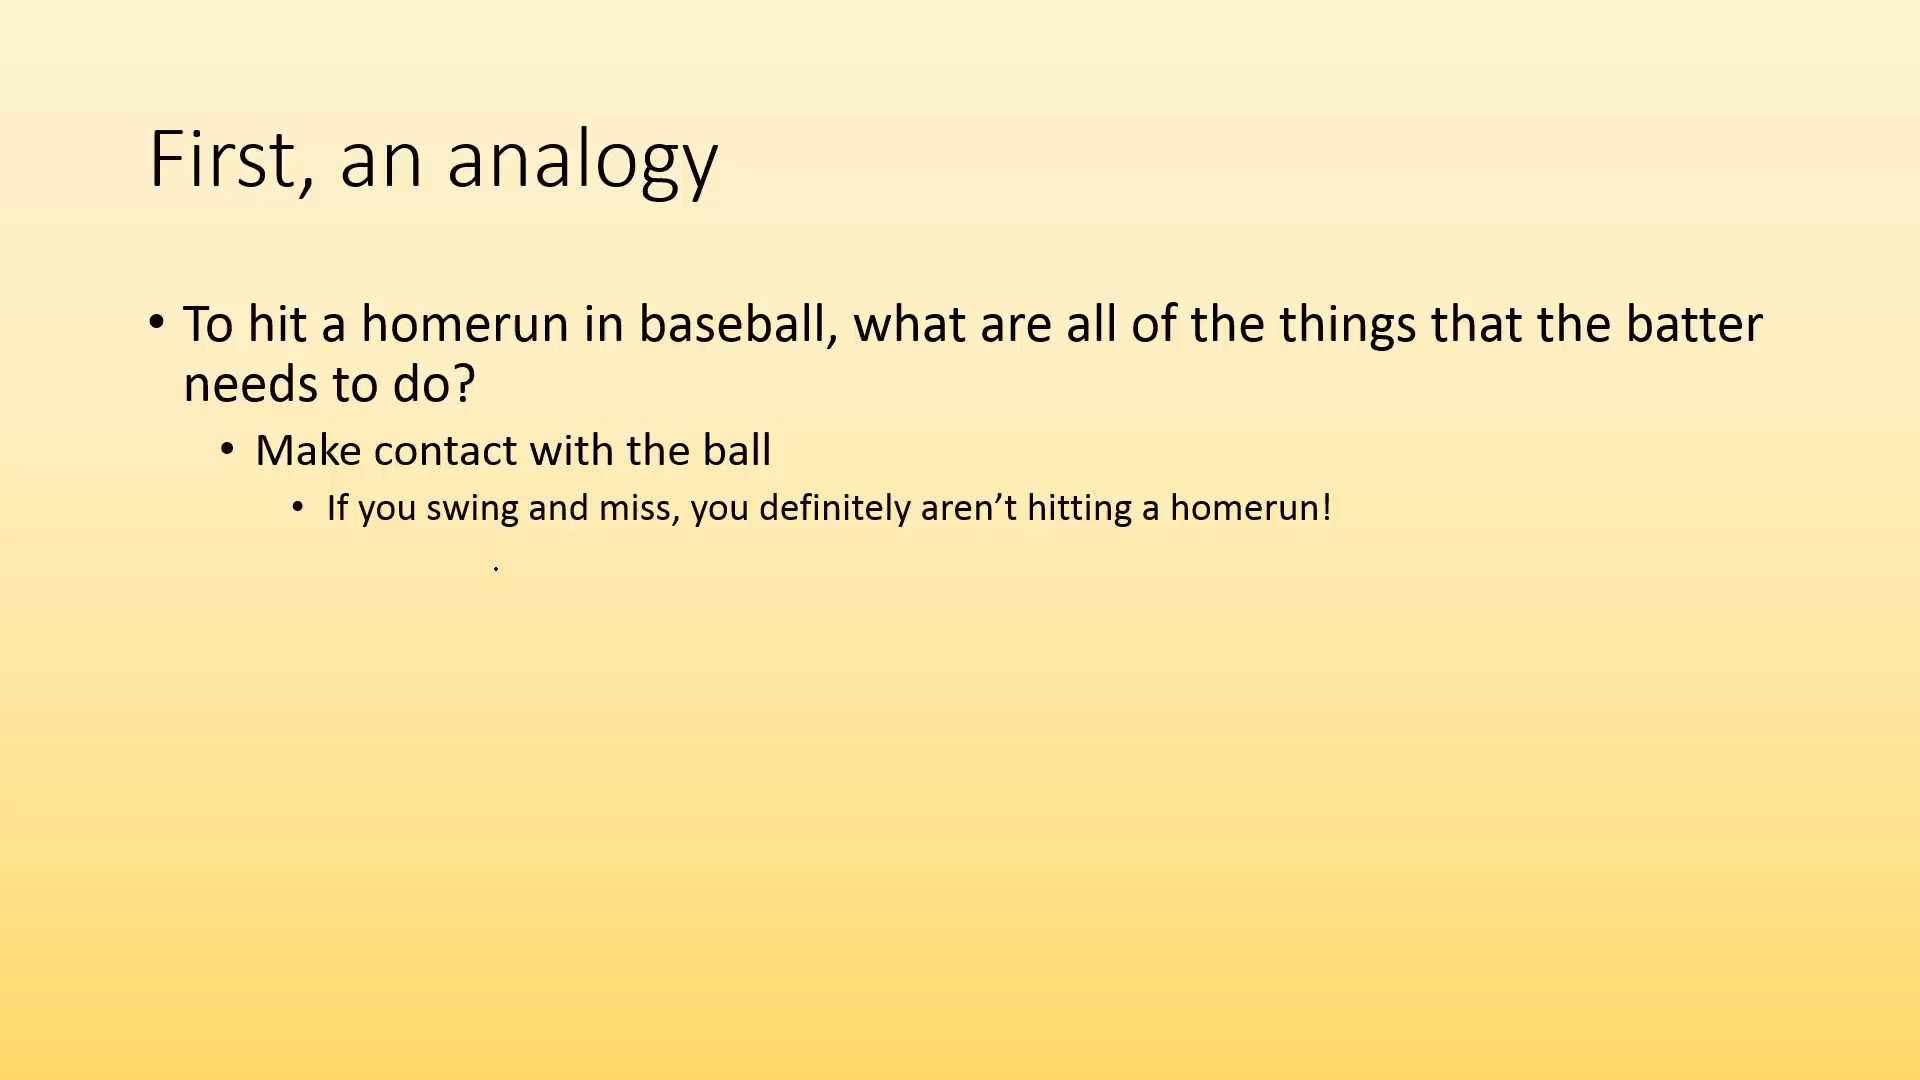 First, an analogy
• To hit a homerun in baseball, what are all of the things that the batter
needs to do?
• Make contact with the ball
• If you swing and miss, you definitely aren’t hitting a homerun!